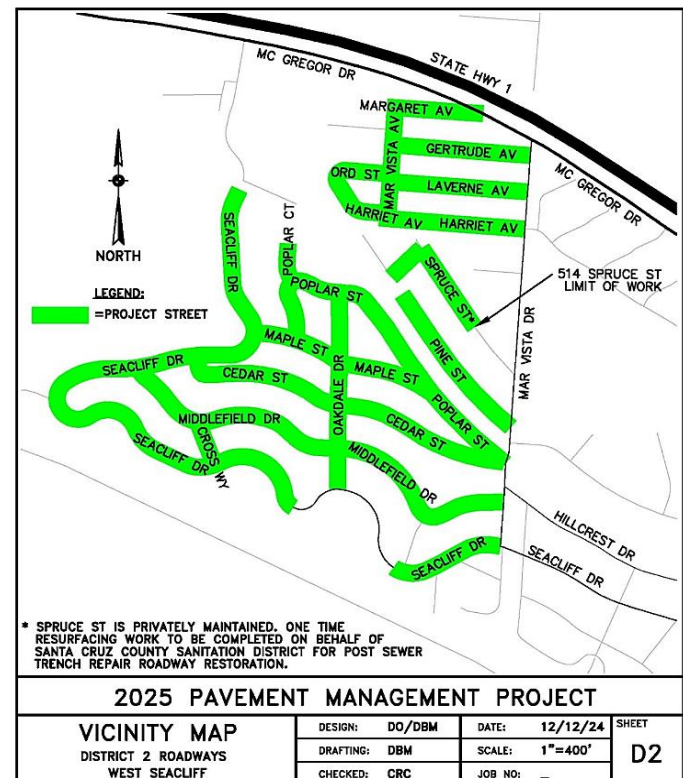 STATE HWY 1
MC GREGOR DR
MARGARET AV
MAR VISTA AV
GERTRUDE AV
MC GREGOR DR
ORD ST
LAVERNE AV
HARRIET AV
HARRIET AV
NORTH
SEACLIFF DR
POPLAR CT
SPRUCE ST*
514 SPRUCE ST
LIMIT OF WORK
LEGEND:
=PROJECT STREET
POPLAR ST
PINE ST
MAR VISTA DR
MAPLE ST
OAKDALE DR
MAPLE ST
SEACLIFF DR
CEDAR ST
POPLAR ST
MIDDLEFIELD DR
CEDAR ST
CROSS WY
SEACLIFF DR
MIDDLEFIELD DR
HILLCREST DR
SEACLIFF DR
SEACLIFF DR
* SPRUCE ST IS PRIVATELY MAINTAINED. ONE TIME
RESURFACING WORK TO BE COMPLETED ON BEHALF OF
SANTA CRUZ COUNTY SANITATION DISTRICT FOR POST SEWER
TRENCH REPAIR ROADWAY RESTORATION.
2025 PAVEMENT MANAGEMENT PROJECT
VICINITY MAP
DISTRICT 2 ROADWAYS
WEST SEACLIFF
DESIGN: DO/DBM
DRAFTING: DBM
CHECKED: CRC
DATE: 12/12/24
SCALE: 1"=400'
JOB NO: –
SHEET
D2